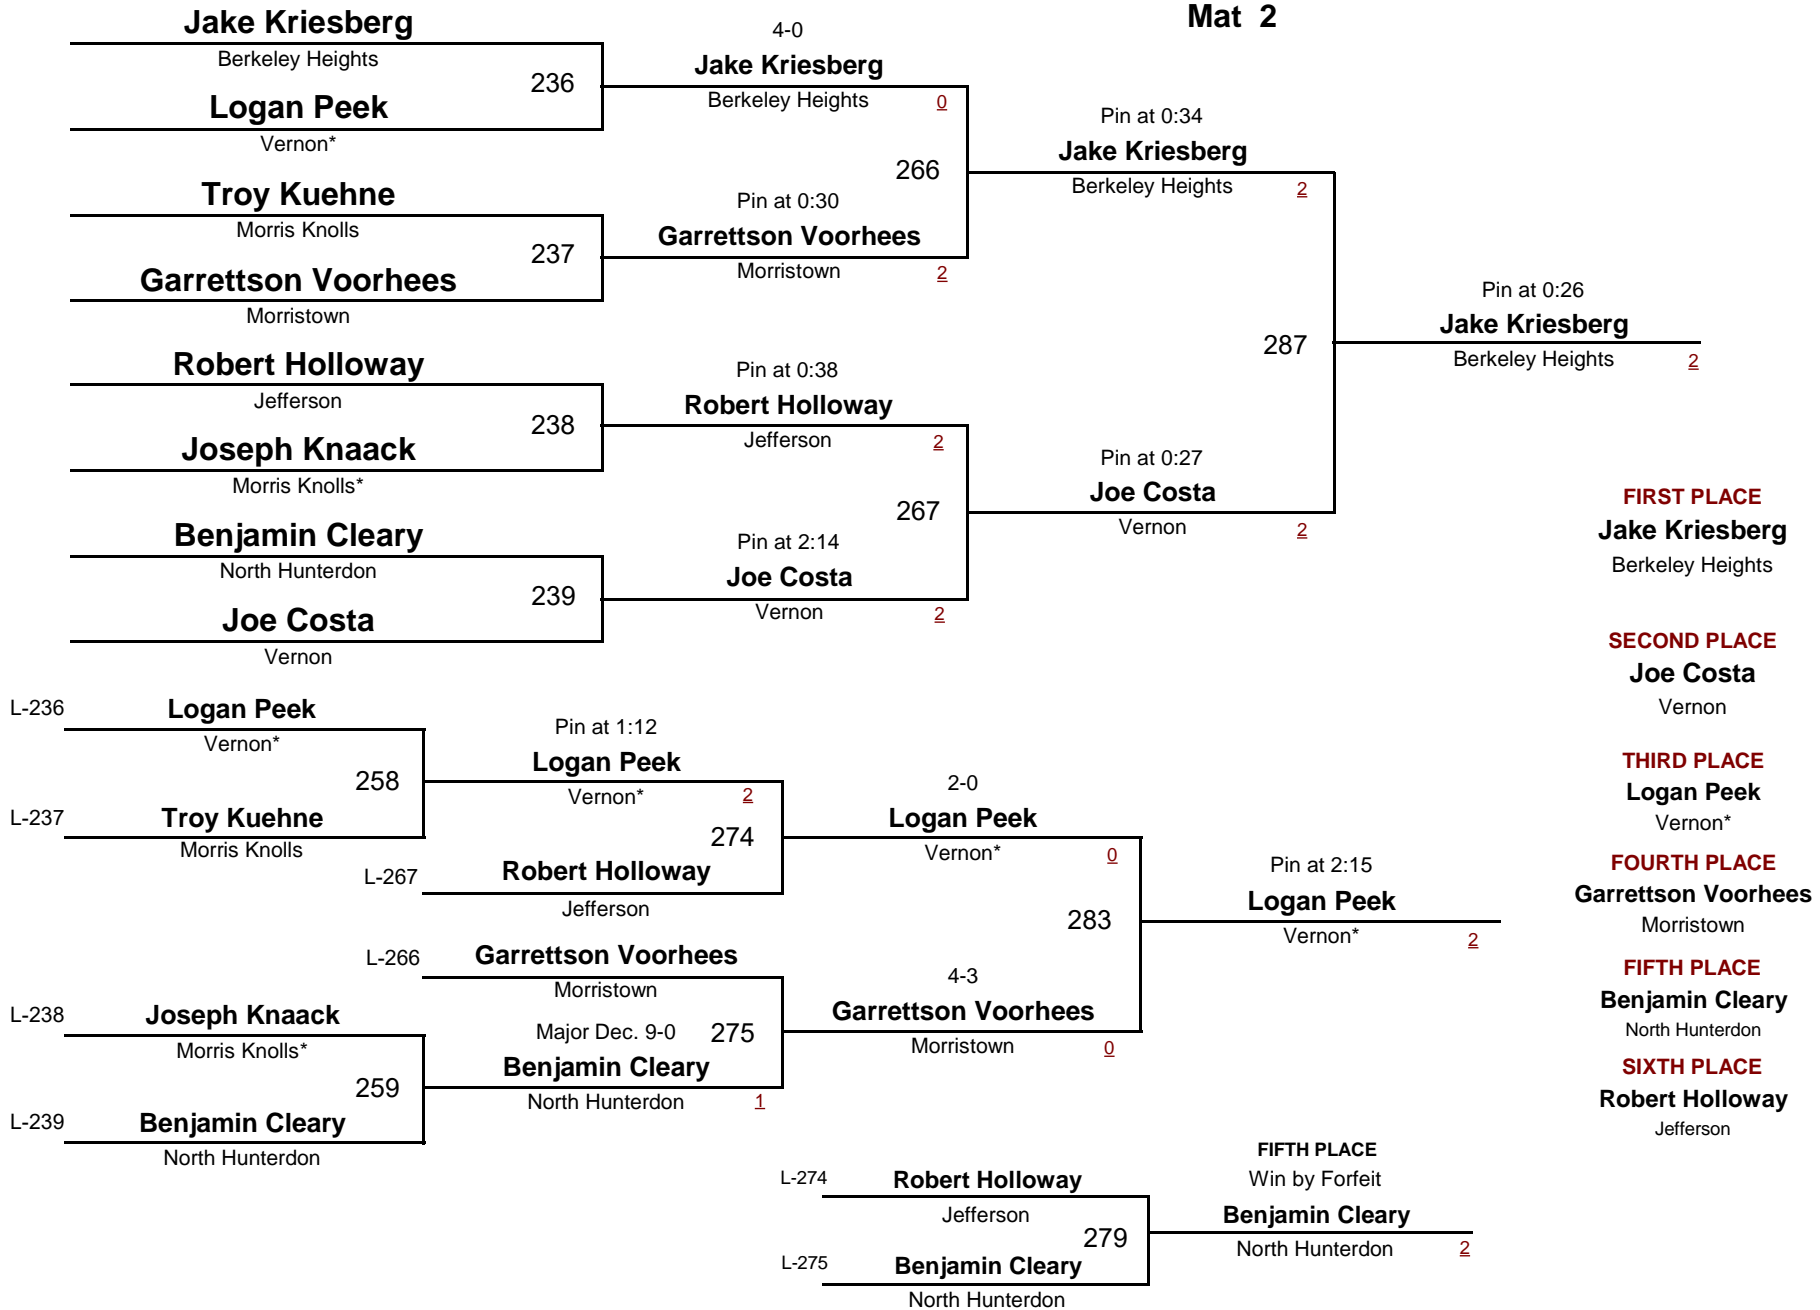 Mat 2
Jake Kriesberg
Berkeley Heights
236
Logan Peek
Vernon*
Troy Kuehne
Morris Knolls
237
Garrettson Voorhees
Morristown
Robert Holloway
Jefferson
238
Joseph Knaack
Morris Knolls*
Benjamin Cleary
North Hunterdon
239
Joe Costa
Vernon
4-0
Jake Kriesberg
Berkeley Heights
0
266
Pin at 0:30
Garrettson Voorhees
Morristown
2
Pin at 0:38
Robert Holloway
Jefferson
2
267
Pin at 2:14
Joe Costa
Vernon
2
Pin at 0:34
Jake Kriesberg
Berkeley Heights
2
287
Pin at 0:27
Joe Costa
Vernon
2
Pin at 0:26
Jake Kriesberg
Berkeley Heights
2
L-236
Logan Peek
Vernon*
258
L-237
Troy Kuehne
Morris Knolls
L-238
Joseph Knaack
Morris Knolls*
259
L-239
Benjamin Cleary
North Hunterdon
Pin at 1:12
Logan Peek
Vernon*
2
274
L-267
Robert Holloway
Jefferson
L-266
Garrettson Voorhees
Morristown
Major Dec. 9-0
275
Benjamin Cleary
North Hunterdon
1
2-0
Logan Peek
Vernon*
0
283
4-3
Garrettson Voorhees
Morristown
0
Pin at 2:15
Logan Peek
Vernon*
2
L-274
Robert Holloway
Jefferson
279
L-275
Benjamin Cleary
North Hunterdon
FIFTH PLACE
Win by Forfeit
Benjamin Cleary
North Hunterdon
2
FIRST PLACE
Jake Kriesberg
Berkeley Heights
SECOND PLACE
Joe Costa
Vernon
THIRD PLACE
Logan Peek
Vernon*
FOURTH PLACE
Garrettson Voorhees
Morristown
FIFTH PLACE
Benjamin Cleary
North Hunterdon
SIXTH PLACE
Robert Holloway
Jefferson